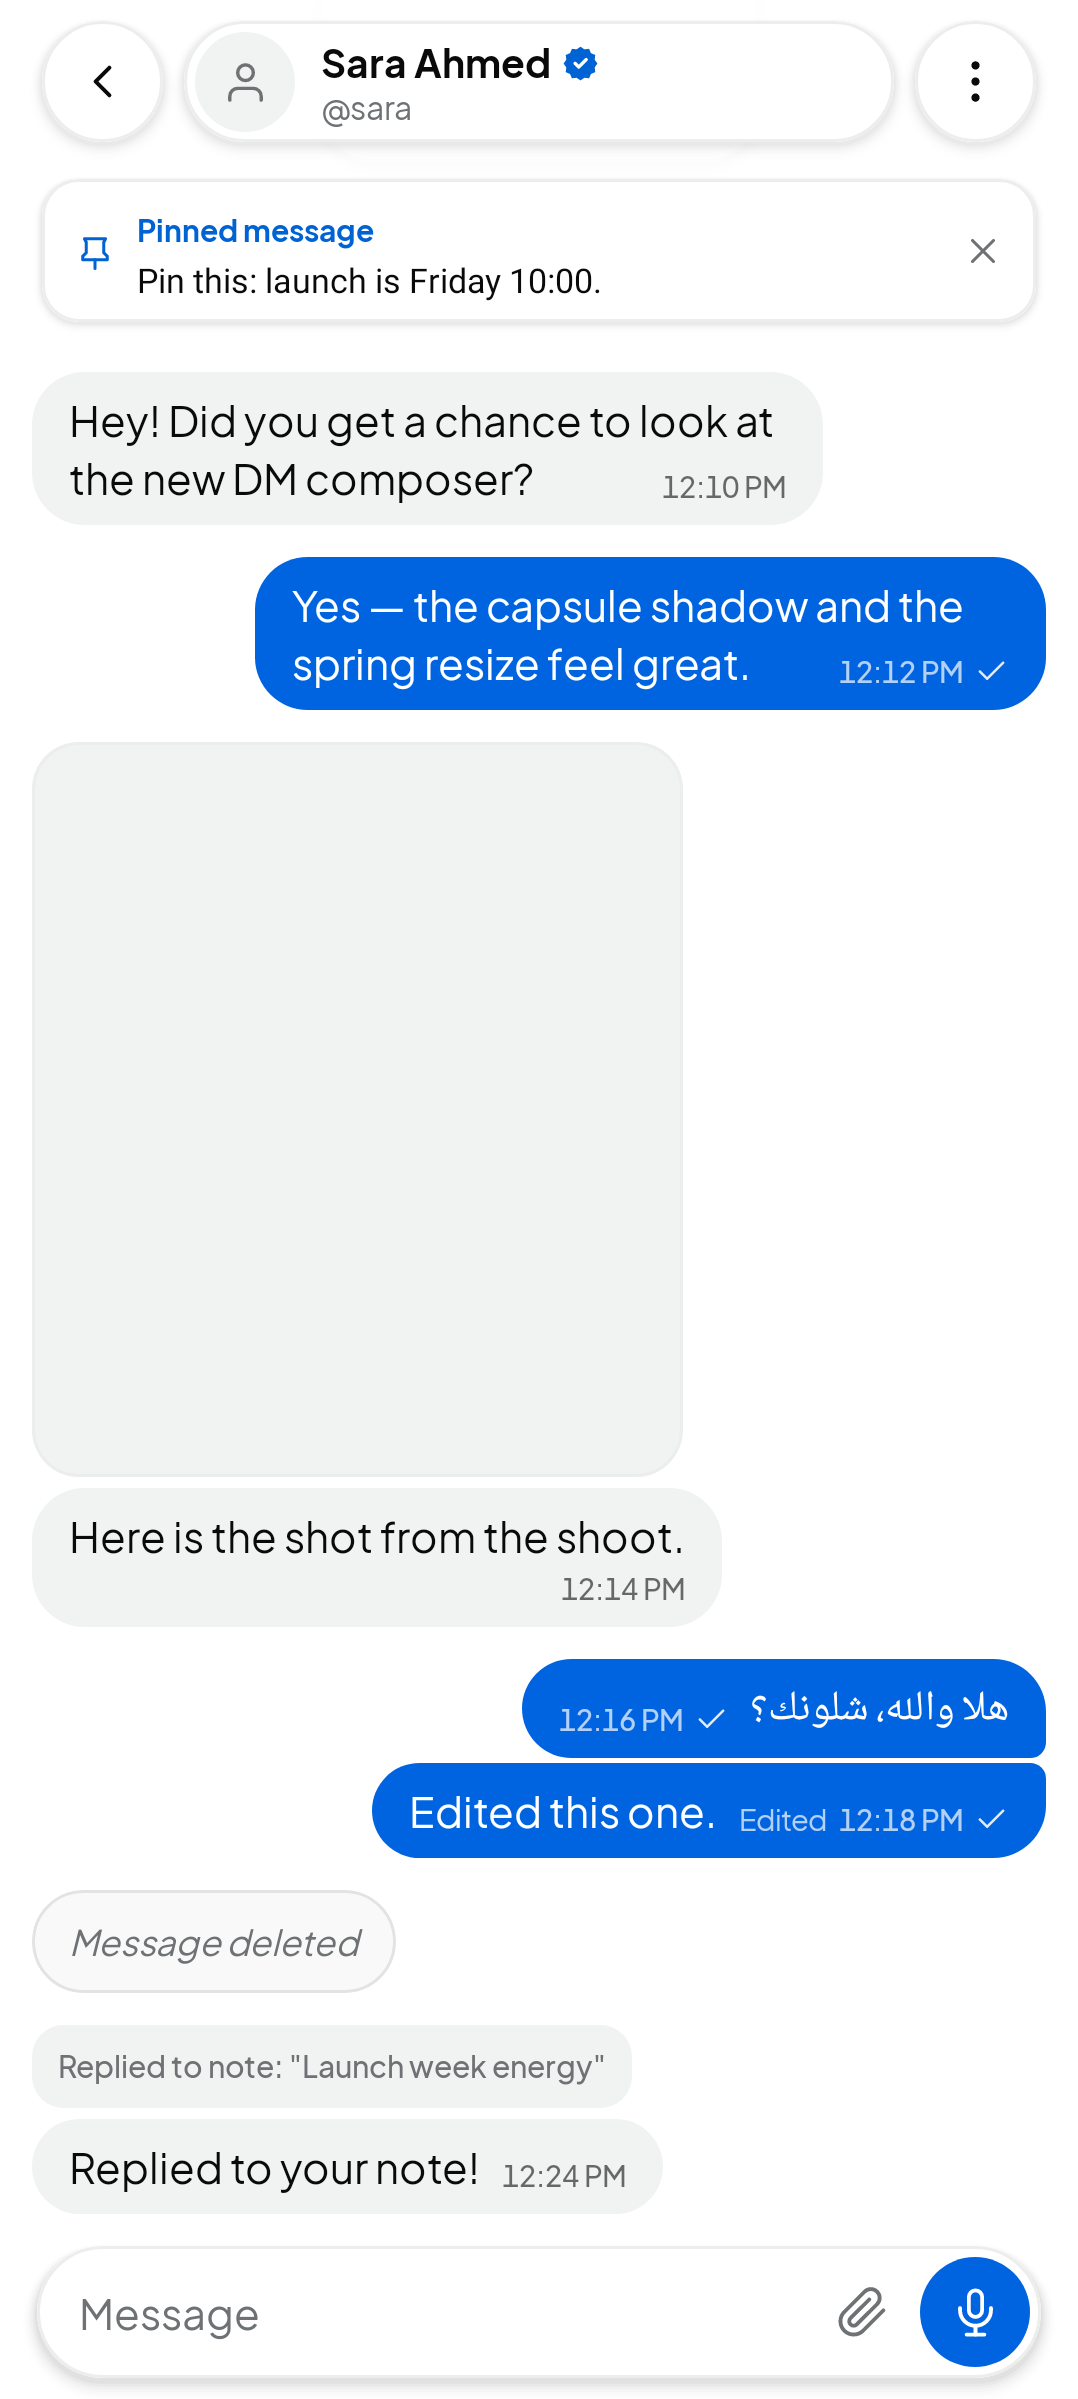 Sara Ahmed
@sara
Pinned message
Pin this: launch is Friday 10:00.
Hey! Did you get a chance to look at
the new DM composer?
12:10 PM
Yes — the capsule shadow and the
spring resize feel great.
12:12 PM
Here is the shot from the shoot.
12:14 PM
هلا والله، شلونك؟
12:16 PM
Edited this one.
Edited 12:18 PM
Message deleted
Replied to note: "Launch week energy"
Replied to your note!
12:24 PM
Message